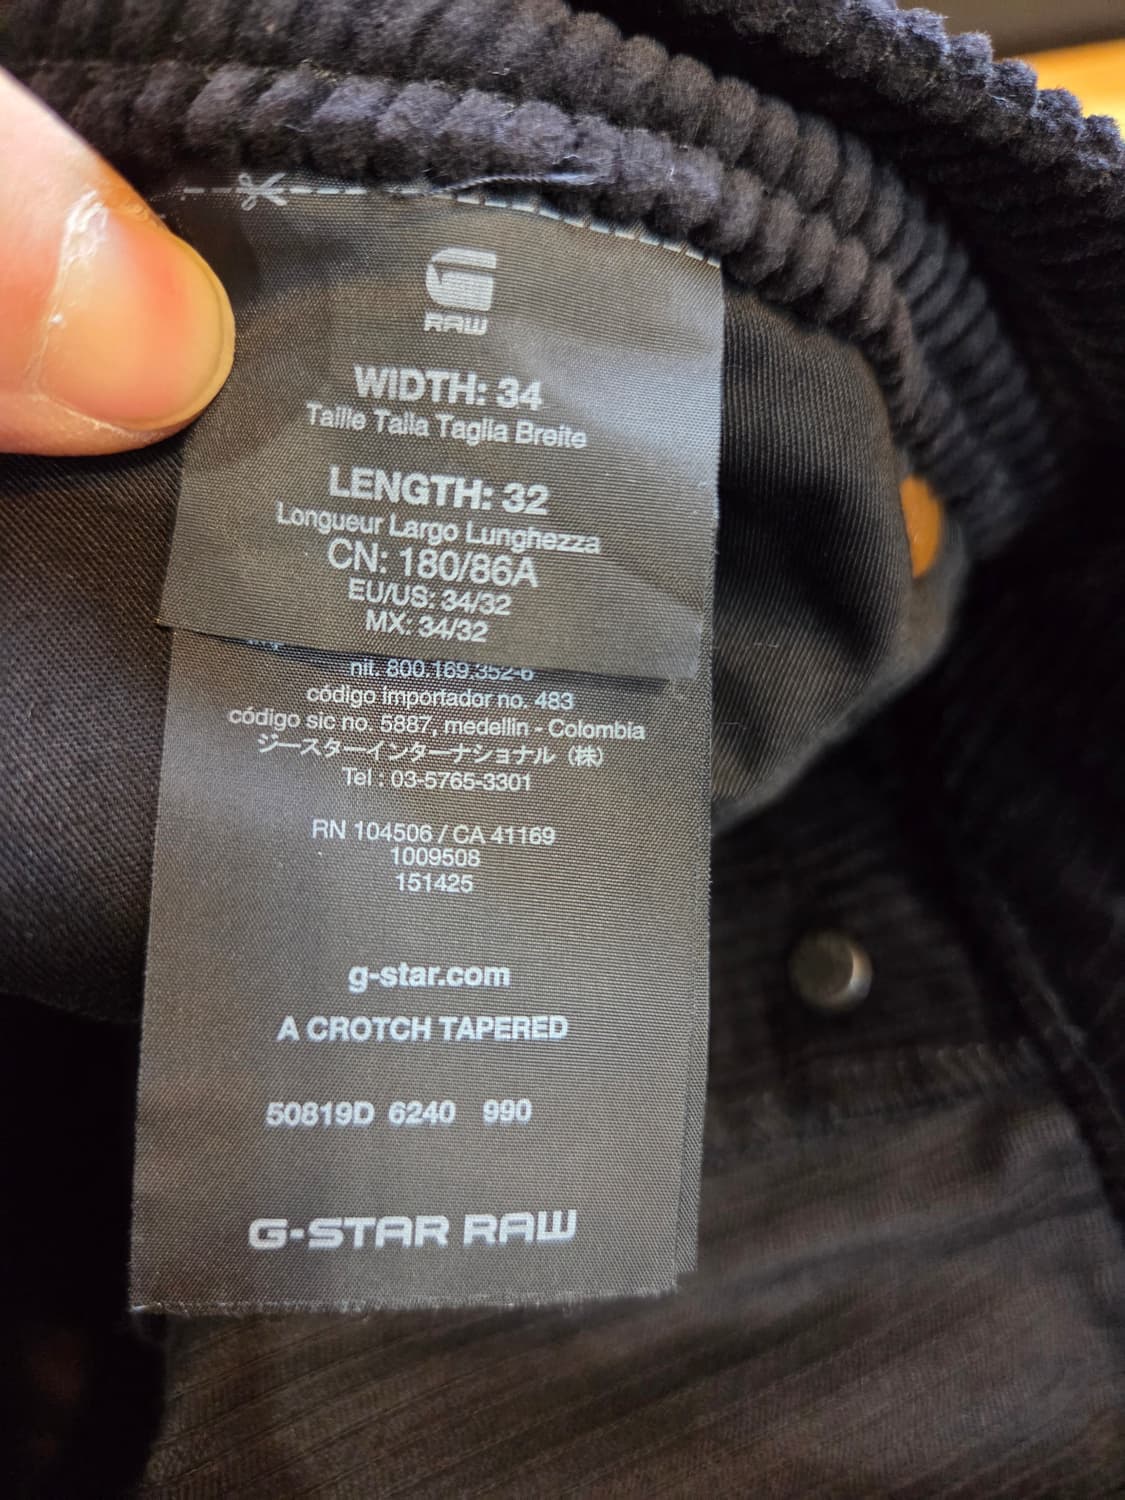 RAW
WIDTH: 34
Taille Talla Taglia Breite
LENGTH: 32
Longueur Largo Lunghezza
CN: 180/86A
EU/US: 34/32
MX: 34/32
nit. 800.169.352-6
código importador no. 483
código sic no. 5887, medellin - Colombia
ジースターインターナショナル（株）
Tel : 03-5765-3301
RN 104506 / CA 41169
1009508
151425
g-star.com
A CROTCH TAPERED
50819D 6240 990
G-STAR RAW